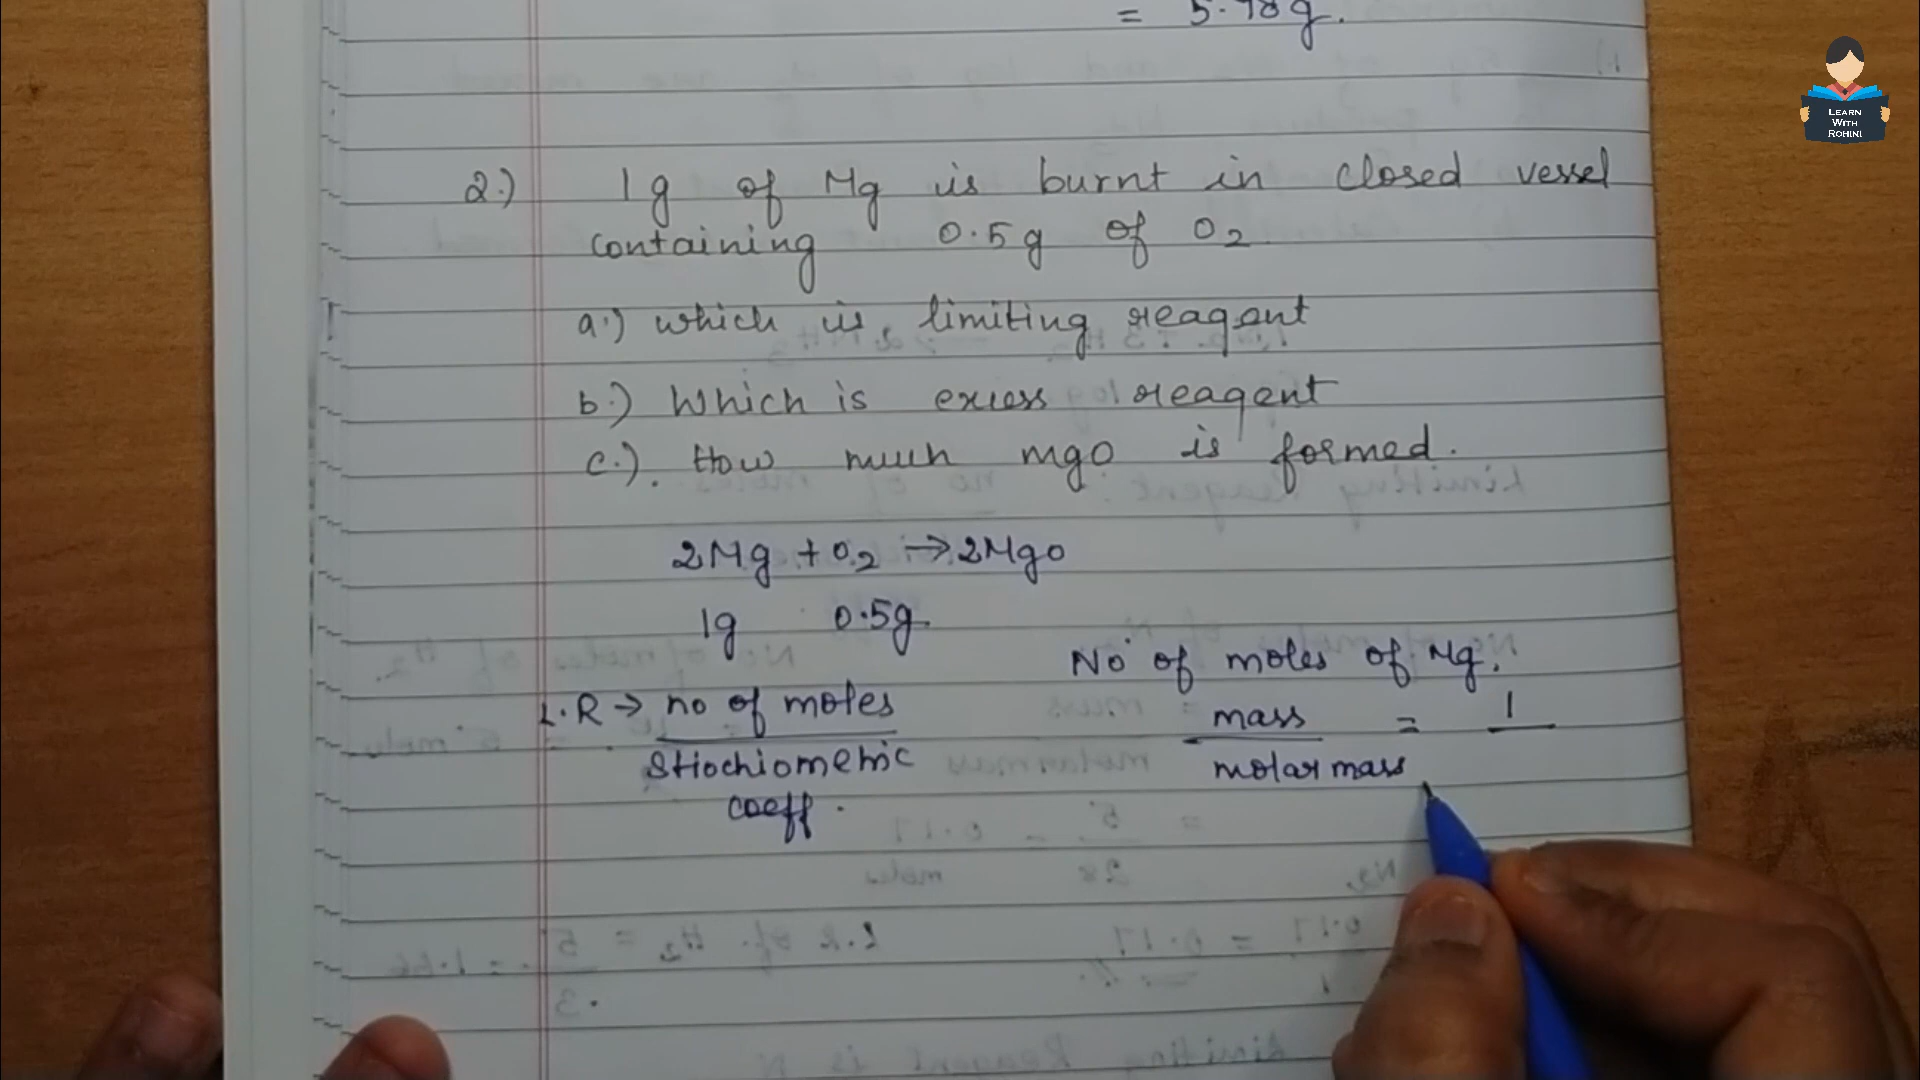 = 5.78g.
LEARN
WITH
ROHINI
2.) 1g of Mg is burnt in closed vessel
containing 0.5g of O2
a.) which is limiting reagent
b.) Which is excess reagent
c.). How much mgo is formed.
2Mg + O2 → 2Mgo
1g 0.5g.
No of moles of Mg.
L.R → no of moles
mass = 1
Stiochiometric
molar mass
coeff.